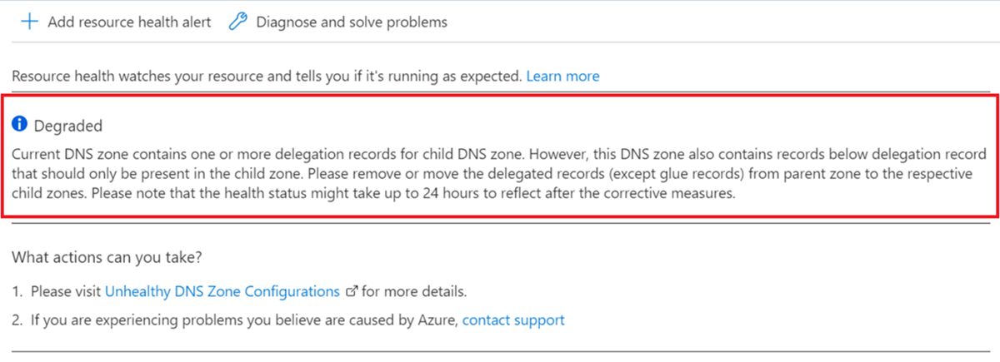 Add resource health alert Diagnose and solve problems
Resource health watches your resource and tells you if it's running as expected. Learn more
Degraded
Current DNS zone contains one or more delegation records for child DNS zone. However, this DNS zone also contains records below delegation record
that should only be present in the child zone. Please remove or move the delegated records (except glue records) from parent zone to the respective
child zones. Please note that the health status might take up to 24 hours to reflect after the corrective measures.
What actions can you take?
1. Please visit Unhealthy DNS Zone Configurations for more details.
2. If you are experiencing problems you believe are caused by Azure, contact support